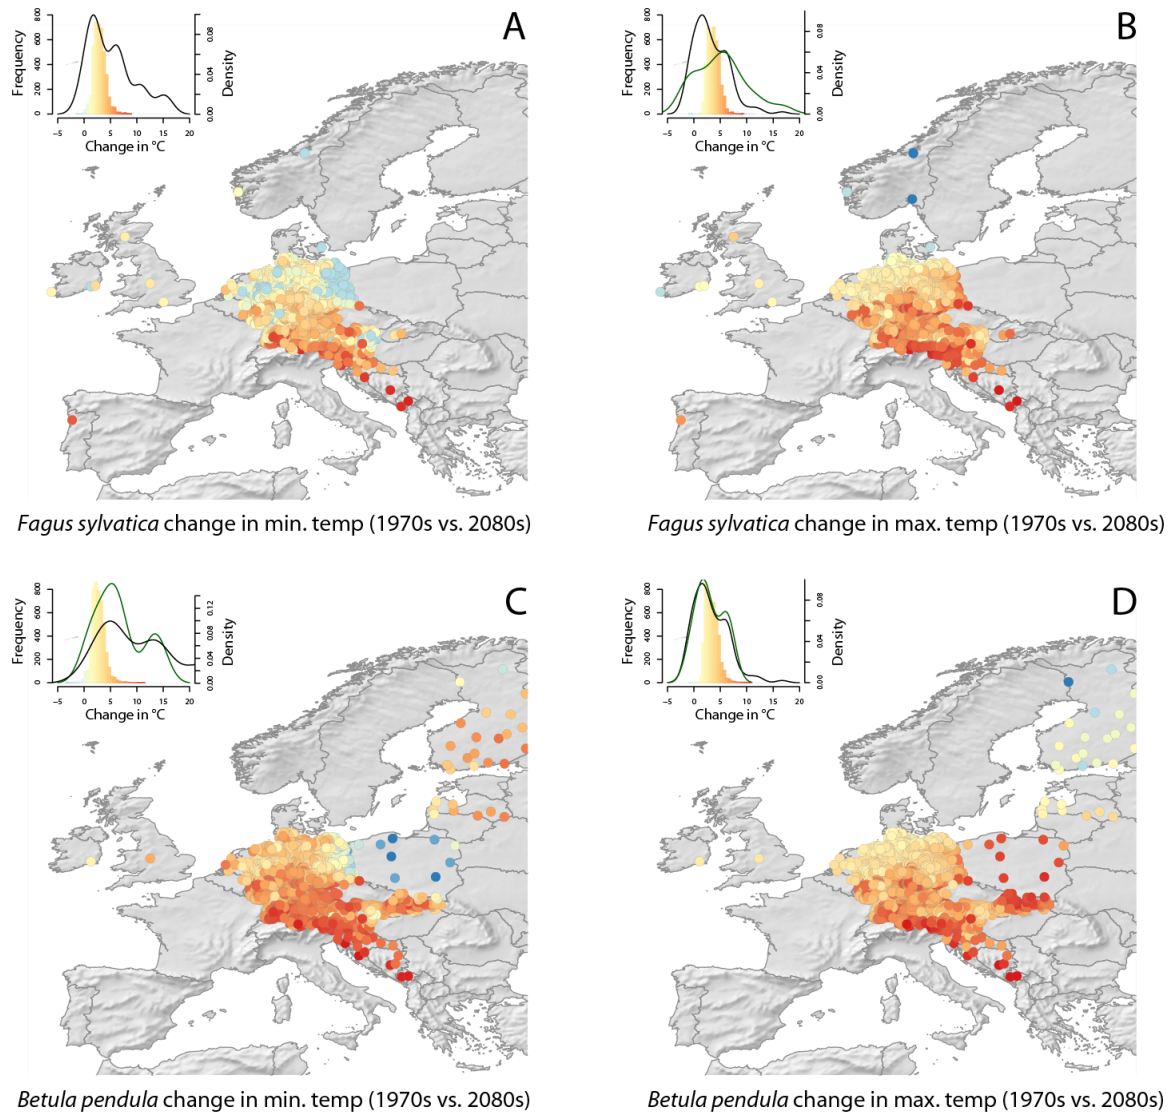 A
800
600
400
200
0
Frequency
0.08
0.04
0.00
Density
−5 0 5 10 15 20
Change in °C
Fagus sylvatica change in min. temp (1970s vs. 2080s)
B
800
600
400
200
0
Frequency
0.08
0.04
0.00
Density
−5 0 5 10 15 20
Change in °C
Fagus sylvatica change in max. temp (1970s vs. 2080s)
C
800
600
400
200
0
Frequency
0.12
0.08
0.04
0.00
Density
−5 0 5 10 15 20
Change in °C
Betula pendula change in min. temp (1970s vs. 2080s)
D
800
600
400
200
0
Frequency
0.08
0.04
0.00
Density
−5 0 5 10 15 20
Change in °C
Betula pendula change in max. temp (1970s vs. 2080s)